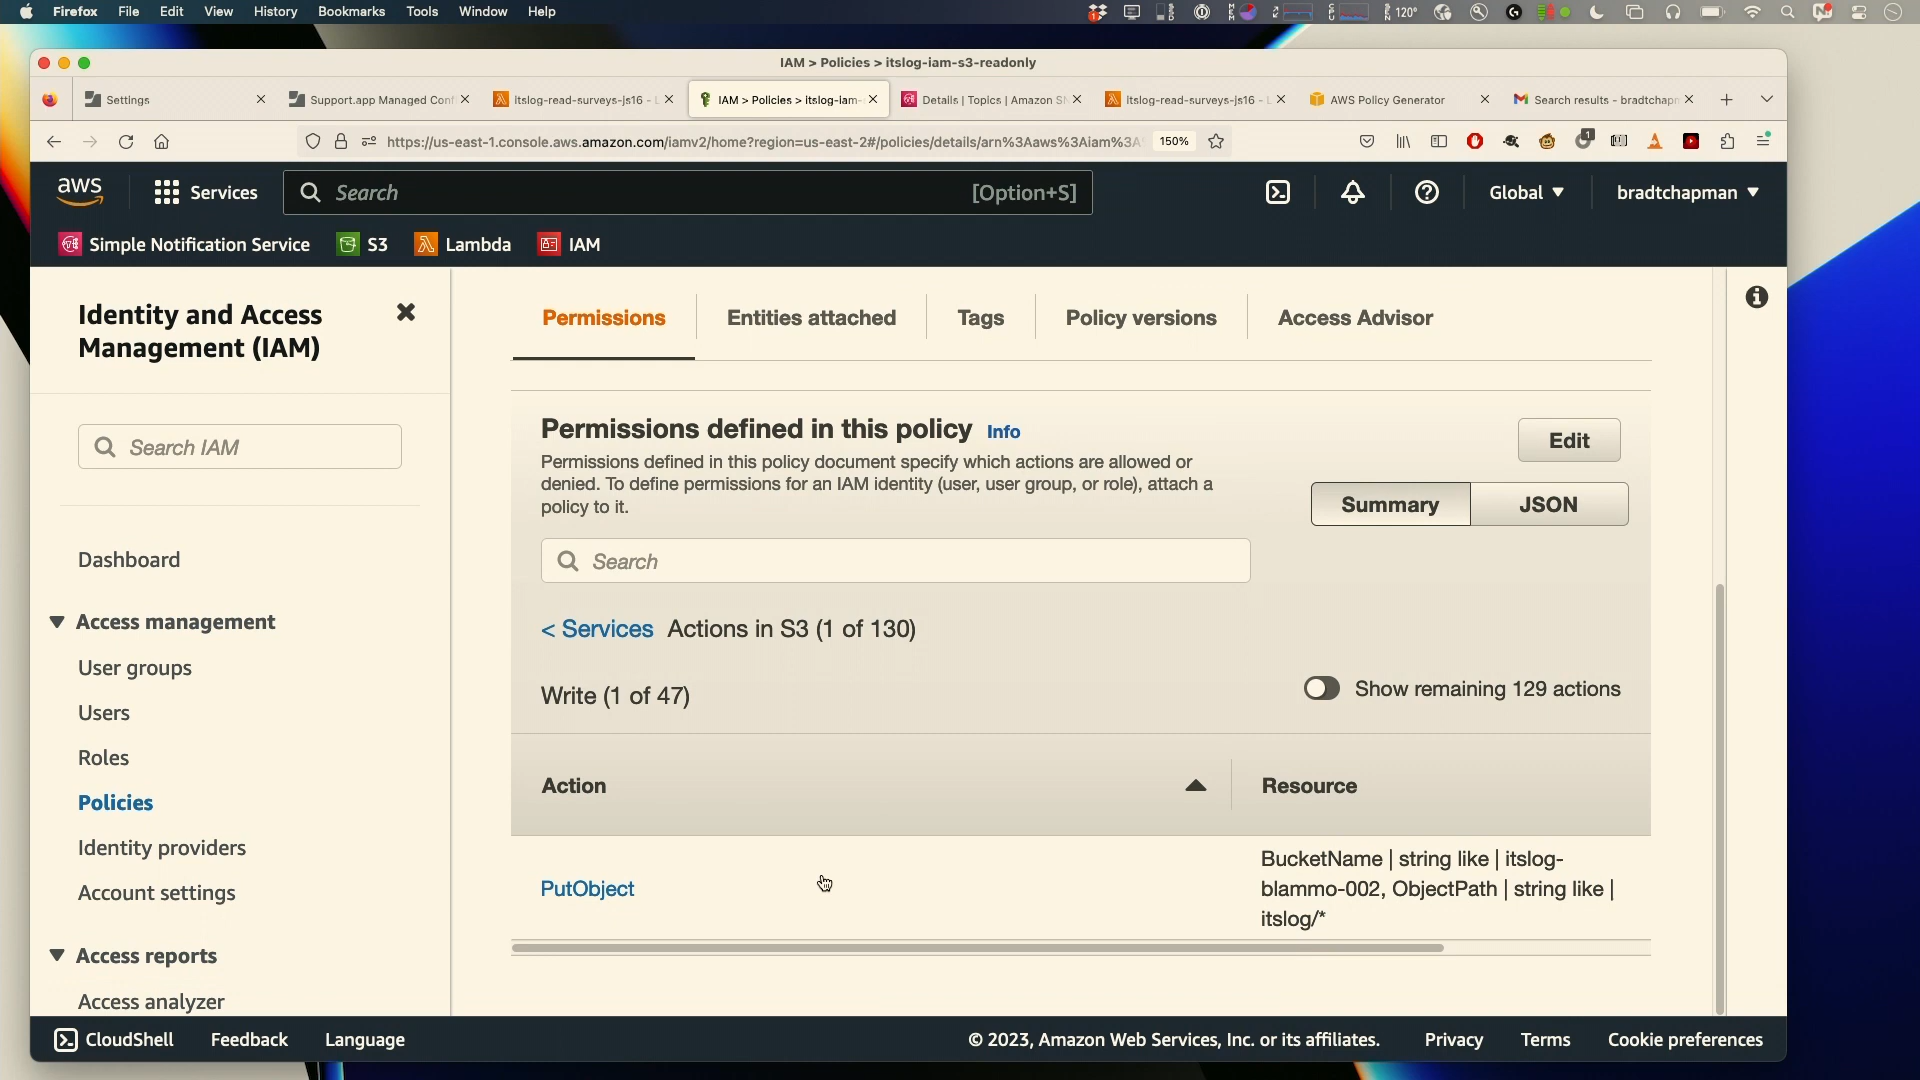 Firefox File Edit View History Bookmarks Tools Window Help
120°
IAM > Policies > itslog-iam-s3-readonly
Settings
Support.app Managed Conf
itslog-read-surveys-js16 - L
IAM > Policies > itslog-iam-
Details | Topics | Amazon SN
itslog-read-surveys-js16 - L
AWS Policy Generator
Search results - bradtchapm
https://us-east-1.console.aws.amazon.com/iamv2/home?region=us-east-2#/policies/details/arn%3Aaws%3Aiam%3A
150%
1
aws
Services
Search
[Option+S]
Global
bradtchapman
Simple Notification Service
S3
Lambda
IAM
Identity and Access
Management (IAM)
Search IAM
Dashboard
Access management
User groups
Users
Roles
Policies
Identity providers
Account settings
Access reports
Access analyzer
Permissions
Entities attached
Tags
Policy versions
Access Advisor
Permissions defined in this policy Info
Permissions defined in this policy document specify which actions are allowed or
denied. To define permissions for an IAM identity (user, user group, or role), attach a
policy to it.
Edit
Summary
JSON
Search
< Services Actions in S3 (1 of 130)
Write (1 of 47)
Show remaining 129 actions
Action
Resource
PutObject
BucketName | string like | itslog-
blammo-002, ObjectPath | string like |
itslog/*
CloudShell
Feedback
Language
© 2023, Amazon Web Services, Inc. or its affiliates.
Privacy
Terms
Cookie preferences